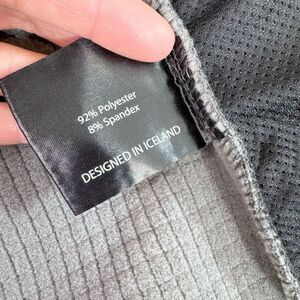 92% Polyester
8% Spandex
DESIGNED IN ICELAND